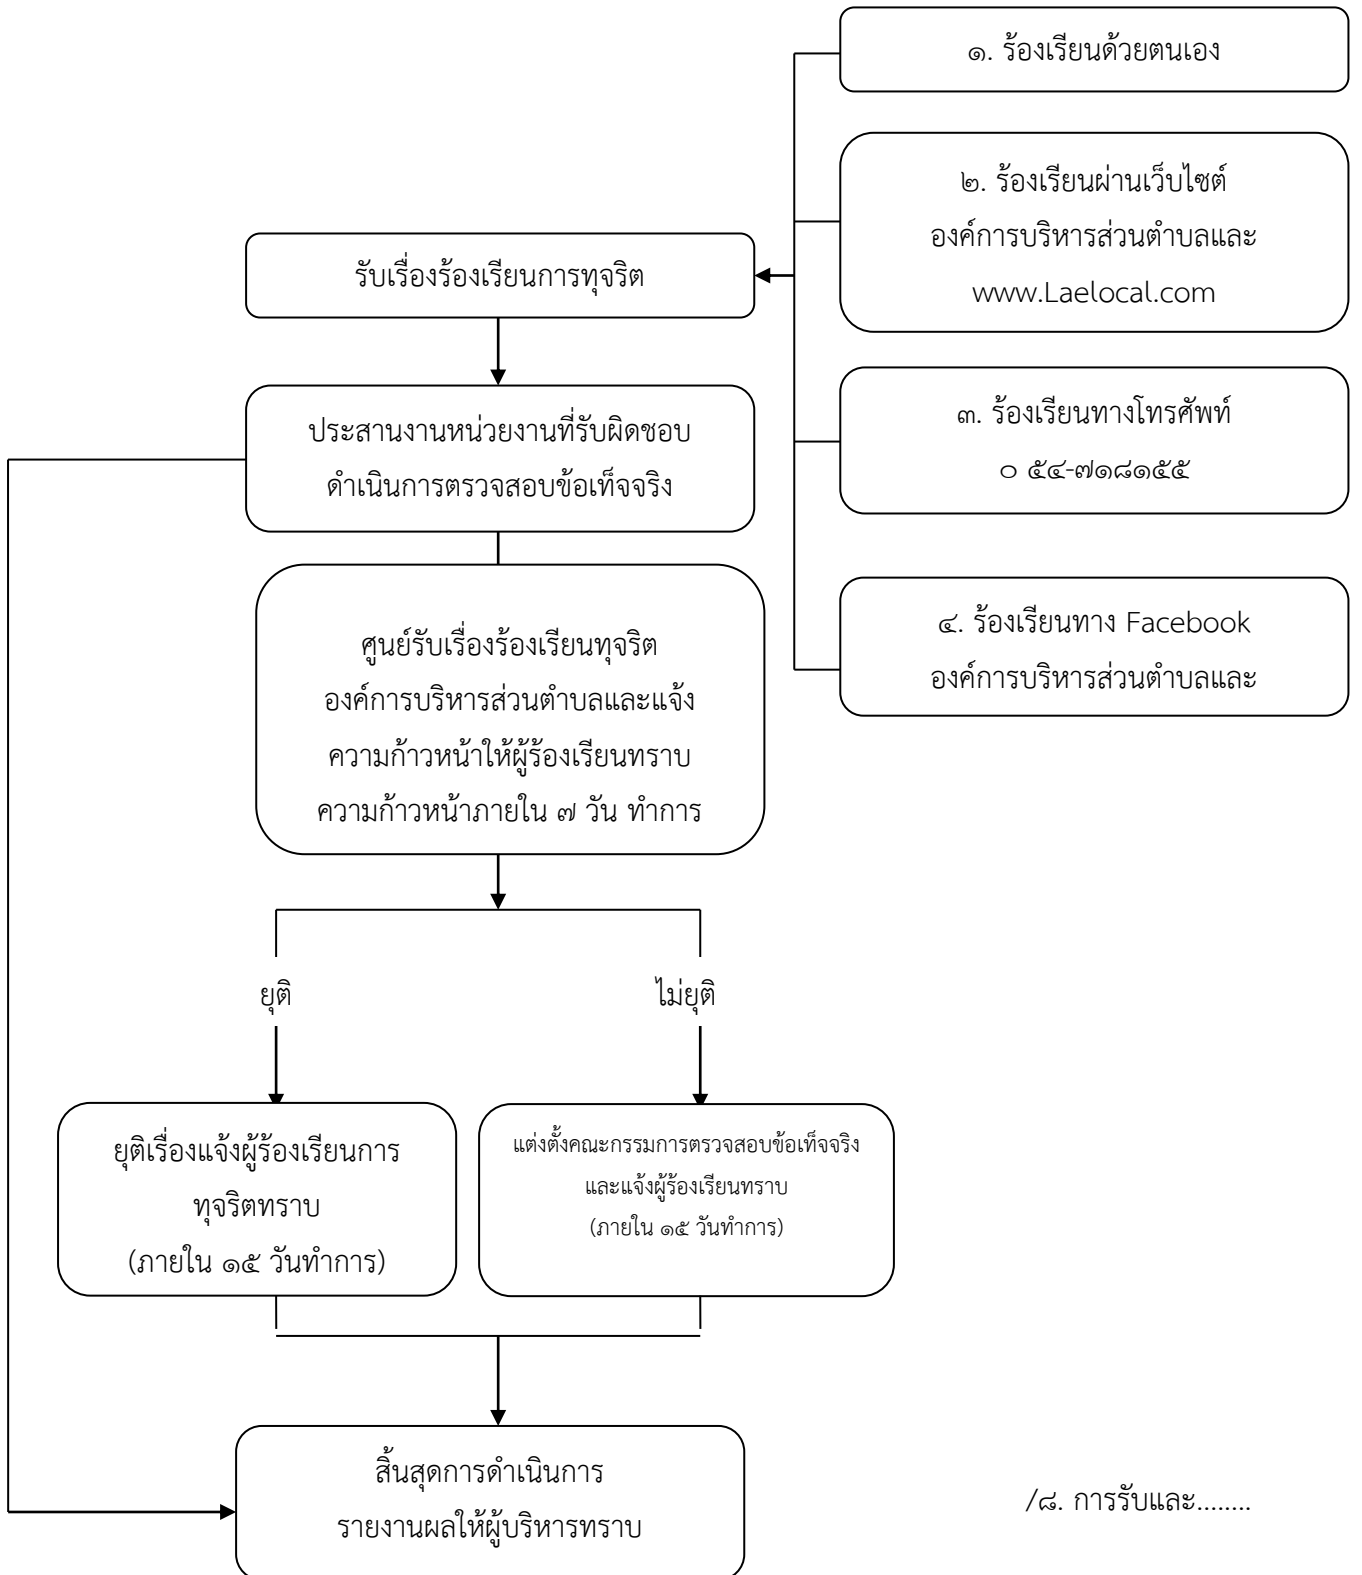 ๑. ร้องเรียนด้วยตนเอง
๒. ร้องเรียนผ่านเว็บไซต์
องค์การบริหารส่วนตำบลและ
www.Laelocal.com
รับเรื่องร้องเรียนการทุจริต
๓. ร้องเรียนทางโทรศัพท์
๐ ๕๔-๗๑๘๑๕๕
ประสานงานหน่วยงานที่รับผิดชอบ
ดำเนินการตรวจสอบข้อเท็จจริง
๔. ร้องเรียนทาง Facebook
องค์การบริหารส่วนตำบลและ
ศูนย์รับเรื่องร้องเรียนทุจริต
องค์การบริหารส่วนตำบลและแจ้ง
ความก้าวหน้าให้ผู้ร้องเรียนทราบ
ความก้าวหน้าภายใน ๗ วัน ทำการ
ยุติ
ไม่ยุติ
ยุติเรื่องแจ้งผู้ร้องเรียนการ
ทุจริตทราบ
(ภายใน ๑๕ วันทำการ)
แต่งตั้งคณะกรรมการตรวจสอบข้อเท็จจริง
และแจ้งผู้ร้องเรียนทราบ
(ภายใน ๑๕ วันทำการ)
สิ้นสุดการดำเนินการ
รายงานผลให้ผู้บริหารทราบ
/๘. การรับและ........